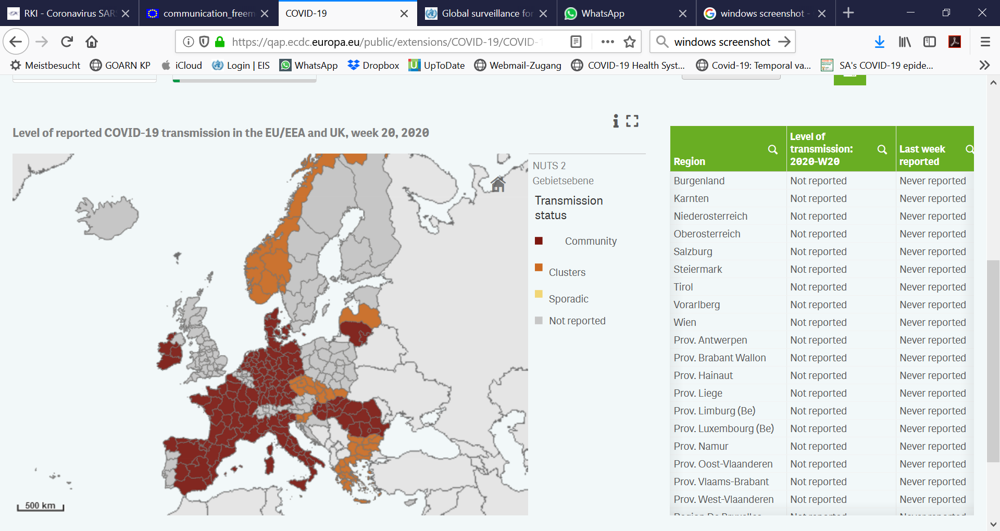 RKI - Coronavirus SAR
communication_freem
COVID-19
Global surveillance for
WhatsApp
windows screenshot -
https://qap.ecdc.europa.eu/public/extensions/COVID-19/COVID-1
windows screenshot
Meistbesucht
GOARN KP
iCloud
Login | EIS
WhatsApp
Dropbox
UpToDate
Webmail-Zugang
COVID-19 Health Syst...
Covid-19: Temporal va...
SA's COVID-19 epide...
Level of reported COVID-19 transmission in the EU/EEA and UK, week 20, 2020
500 km
NUTS 2
Gebietsebene
Transmission
status
Community
Clusters
Sporadic
Not reported
Region
Level of
transmission:
2020-W20
Last week
reported
Burgenland Not reported Never reported
Karnten Not reported Never reported
Niederosterreich Not reported Never reported
Oberosterreich Not reported Never reported
Salzburg Not reported Never reported
Steiermark Not reported Never reported
Tirol Not reported Never reported
Vorarlberg Not reported Never reported
Wien Not reported Never reported
Prov. Antwerpen Not reported Never reported
Prov. Brabant Wallon Not reported Never reported
Prov. Hainaut Not reported Never reported
Prov. Liege Not reported Never reported
Prov. Limburg (Be) Not reported Never reported
Prov. Luxembourg (Be) Not reported Never reported
Prov. Namur Not reported Never reported
Prov. Oost-Vlaanderen Not reported Never reported
Prov. Vlaams-Brabant Not reported Never reported
Prov. West-Vlaanderen Not reported Never reported